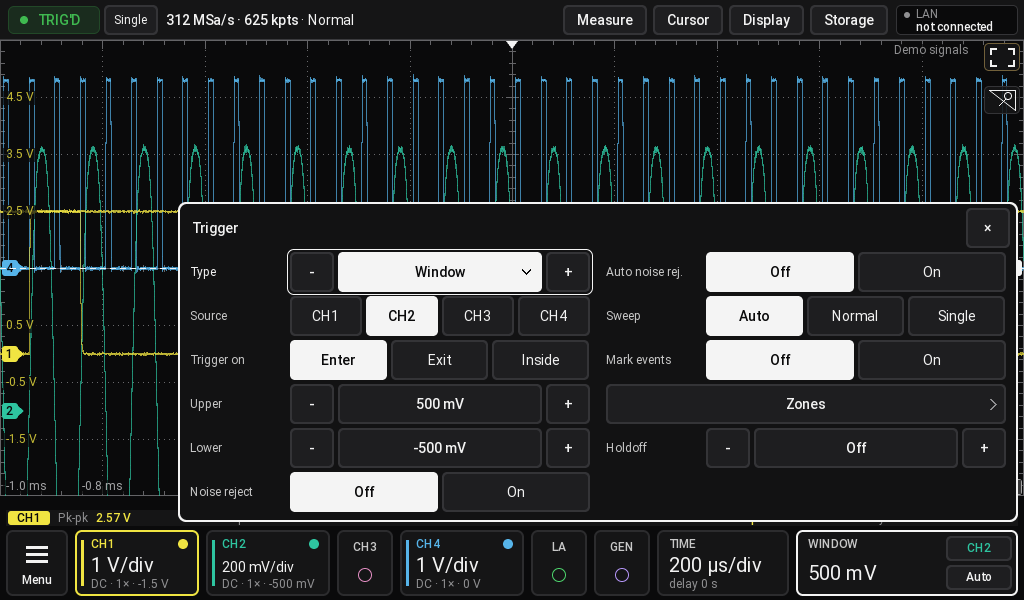 TRIG'D
Single
312 MSa/s · 625 kpts · Normal
Measure
Cursor
Display
Storage
LAN
not connected
Demo signals
4.5 V
3.5 V
2.5 V
4
0.5 V
1
-0.5 V
2
-1.5 V
-1.0 ms
-0.8 ms
Trigger
×
Type
-
Window
+
Auto noise rej.
Off
On
Source
CH1
CH2
CH3
CH4
Sweep
Auto
Normal
Single
Trigger on
Enter
Exit
Inside
Mark events
Off
On
Upper
-
500 mV
+
Zones
Lower
-
-500 mV
+
Holdoff
-
Off
+
Noise reject
Off
On
CH1
Pk-pk
2.57 V
Menu
CH1
1 V/div
DC · 1× · -1.5 V
CH2
200 mV/div
DC · 1× · -500 mV
CH3
CH4
1 V/div
DC · 1× · 0 V
LA
GEN
TIME
200 µs/div
delay 0 s
WINDOW
500 mV
CH2
Auto